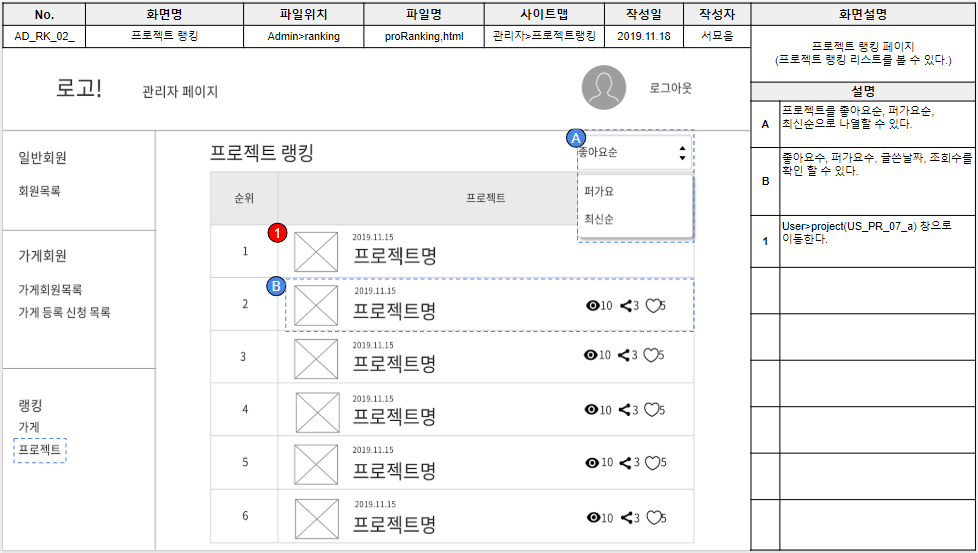 No. 화면명 파일위치 파일명 사이트맵 작성일 작성자 화면설명
AD_RK_02_ 프로젝트 랭킹 Admin>ranking proRanking,html 관리자>프로젝트랭킹 2019.11.18 서묘음
프로젝트 랭킹 페이지
(프로젝트 랭킹 리스트를 볼 수 있다.)
설명
A 프로젝트를 좋아요순, 퍼가요순,
최신순으로 나열할 수 있다.
B 좋아요수, 퍼가요수, 글쓴날짜, 조회수를
확인 할 수 있다.
1 User>project(US_PR_07_a) 창으로
이동한다.
로고!
관리자 페이지
로그아웃
일반회원
회원목록
가게회원
가게회원목록
가게 등록 신청 목록
랭킹
가게
프로젝트
프로젝트 랭킹
A
좋아요순
퍼가요
최신순
순위 프로젝트
1
1
2019.11.15
프로젝트명
B
2
2019.11.15
프로젝트명
10 3 5
3
2019.11.15
프로젝트명
10 3 5
4
2019.11.15
프로젝트명
10 3 5
5
2019.11.15
프로젝트명
10 3 5
6
2019.11.15
프로젝트명
10 3 5